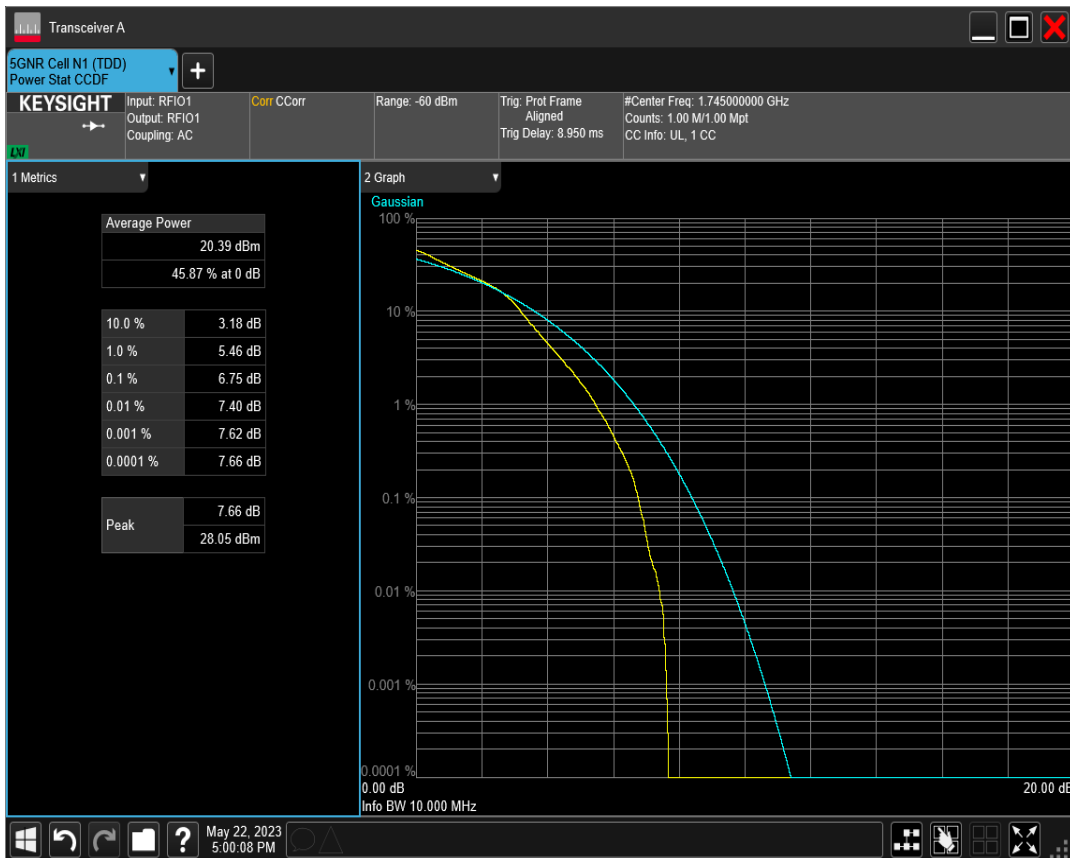 Transceiver A
5GNR Cell N1 (TDD)
Power Stat CCDF
KEYSIGHT
LXI
Input: RFIO1
Output: RFIO1
Coupling: AC
Corr CCorr
Range: -60 dBm
Trig: Prot Frame
Aligned
Trig Delay: 8.950 ms
#Center Freq: 1.745000000 GHz
Counts: 1.00 M/1.00 Mpt
CC Info: UL, 1 CC
1 Metrics
Average Power
20.39 dBm
45.87 % at 0 dB
10.0 % 3.18 dB
1.0 % 5.46 dB
0.1 % 6.75 dB
0.01 % 7.40 dB
0.001 % 7.62 dB
0.0001 % 7.66 dB
Peak
7.66 dB
28.05 dBm
2 Graph
Gaussian
100 %
10 %
1 %
0.1 %
0.01 %
0.001 %
0.0001 %
0.00 dB
20.00 dB
Info BW 10.000 MHz
?
May 22, 2023
5:00:08 PM